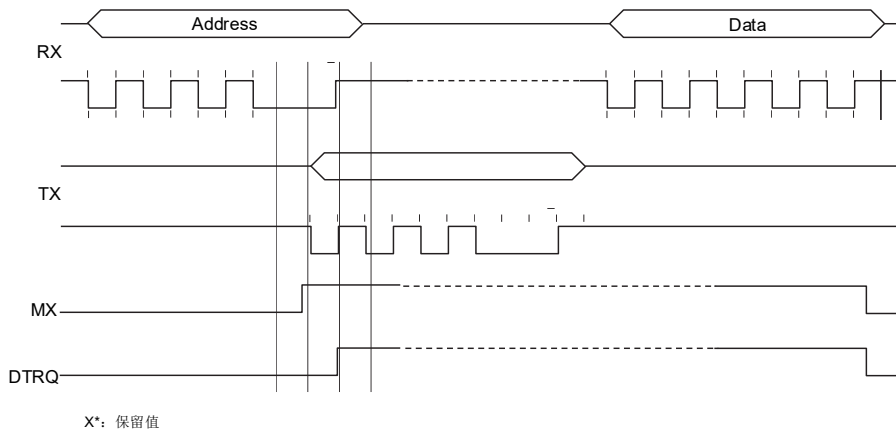 Address
Data
RX
TX
MX
DTRQ
X*：保留值